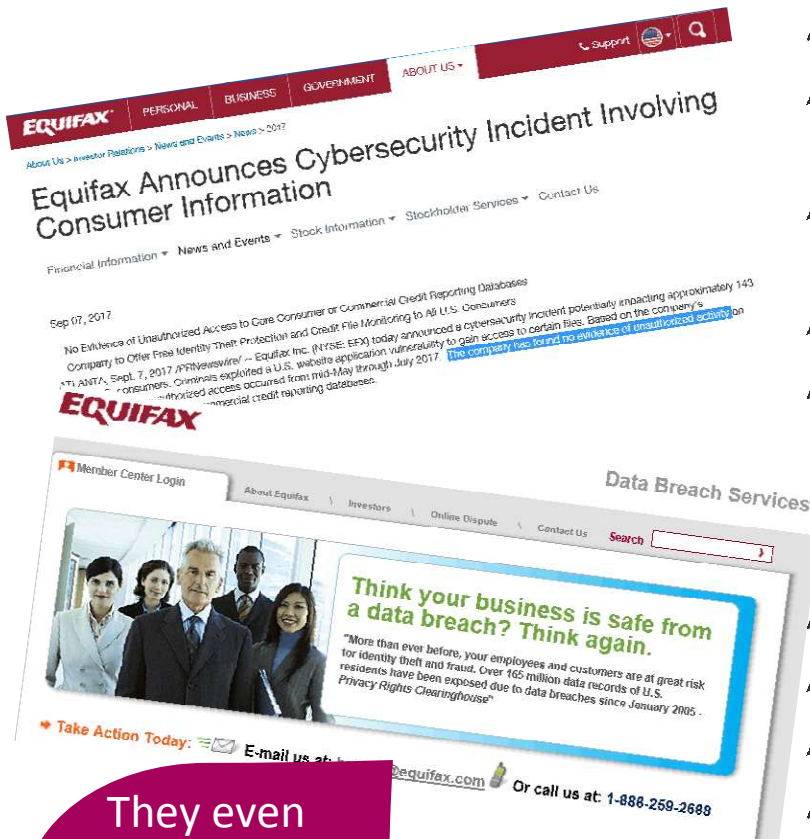 Support
EQUIFAX
PERSONAL
BUSINESS
GOVERNMENT
ABOUT US
About Us > Investor Relations > News and Events > News > 2017
Equifax Announces Cybersecurity Incident Involving
Consumer Information
Financial Information
News and Events
Stock Information
Stockholder Services
Contact Us
Sep 07, 2017
No Evidence of Unauthorized Access to Core Consumer or Commercial Credit Reporting Databases
Company to Offer Free Identity Theft Protection and Credit File Monitoring to All U.S. Consumers
ATLANTA, Sept. 7, 2017 /PRNewswire/ -- Equifax Inc. (NYSE: EFX) today announced a cybersecurity incident potentially impacting approximately 143
consumers. Criminals exploited a U.S. website application vulnerability to gain access to certain files. Based on the company's
access occurred from mid-May through July 2017. The company has found no evidence of unauthorized activity on
credit reporting databases.
EQUIFAX
Data Breach Services
Member Center Login
About Equifax
Investors
Online Dispute
Contact Us
Search
Think your business is safe from
a data breach? Think again.
"More than ever before, your employees and customers are at great risk
for identity theft and fraud. Over 165 million data records of U.S.
residents have been exposed due to data breaches since January 2005 -
Privacy Rights Clearinghouse"
Take Action Today:
E-mail us at:
@equifax.com
Or call us at: 1-888-259-2688
They even